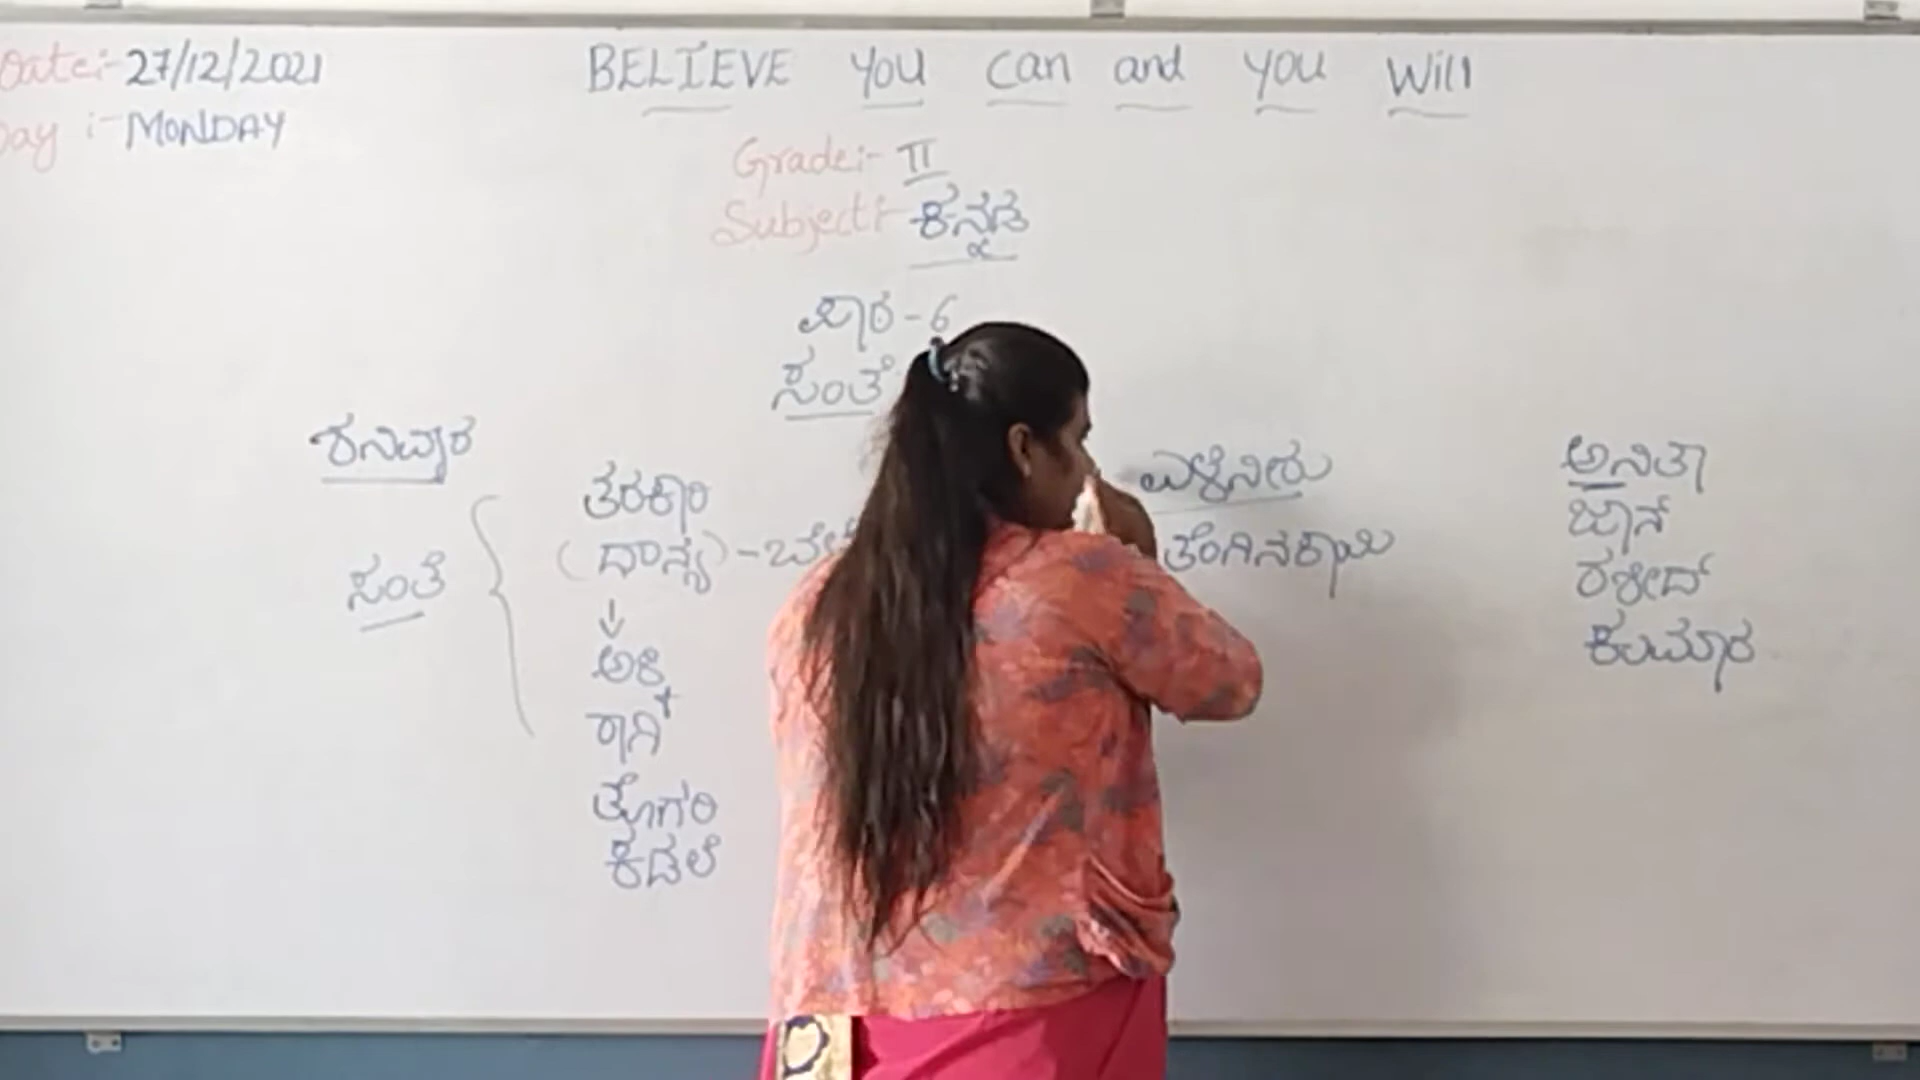 Date:- 27/12/2021
BELIEVE YOU can and YOU Will
Day :- MONDAY
Grade:- II
Subject:- ಕನ್ನಡ
ಪಾಠ - 6
ಸಂತೆ
ಶನಿವಾರ
ಸಂತೆ
ತರಕಾರಿ
(ದಾನ್ಯ) - ಬೇಳೆ
↓
ಅಕ್ಕಿ
ರಾಗಿ
ತೊಗರಿ
ಕಡಲೆ
ಎಳೆನೀರು
ತೆಂಗಿನಕಾಯಿ
ಅನಿತಾ
ಜಾನ್
ರಶೀದ್
ಕುಮಾರ